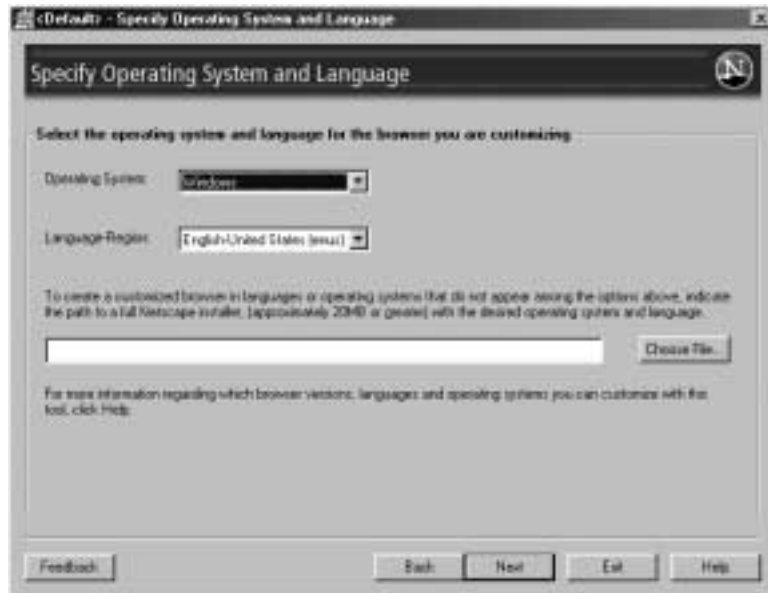 <Default> - Specify Operating System and Language
Specify Operating System and Language
N
Select the operating system and language for the browser you are customizing
Operating System: Windows
Language-Region: English-United States (enus)
To create a customized browser in languages or operating systems that do not appear among the options above, indicate
the path to a full Netscape installer, (approximately 20MB or greater) with the desired operating system and language.
Choose File...
For more information regarding which browser versions, languages and operating systems you can customize with this
tool, click Help.
Feedback Back Next Exit Help